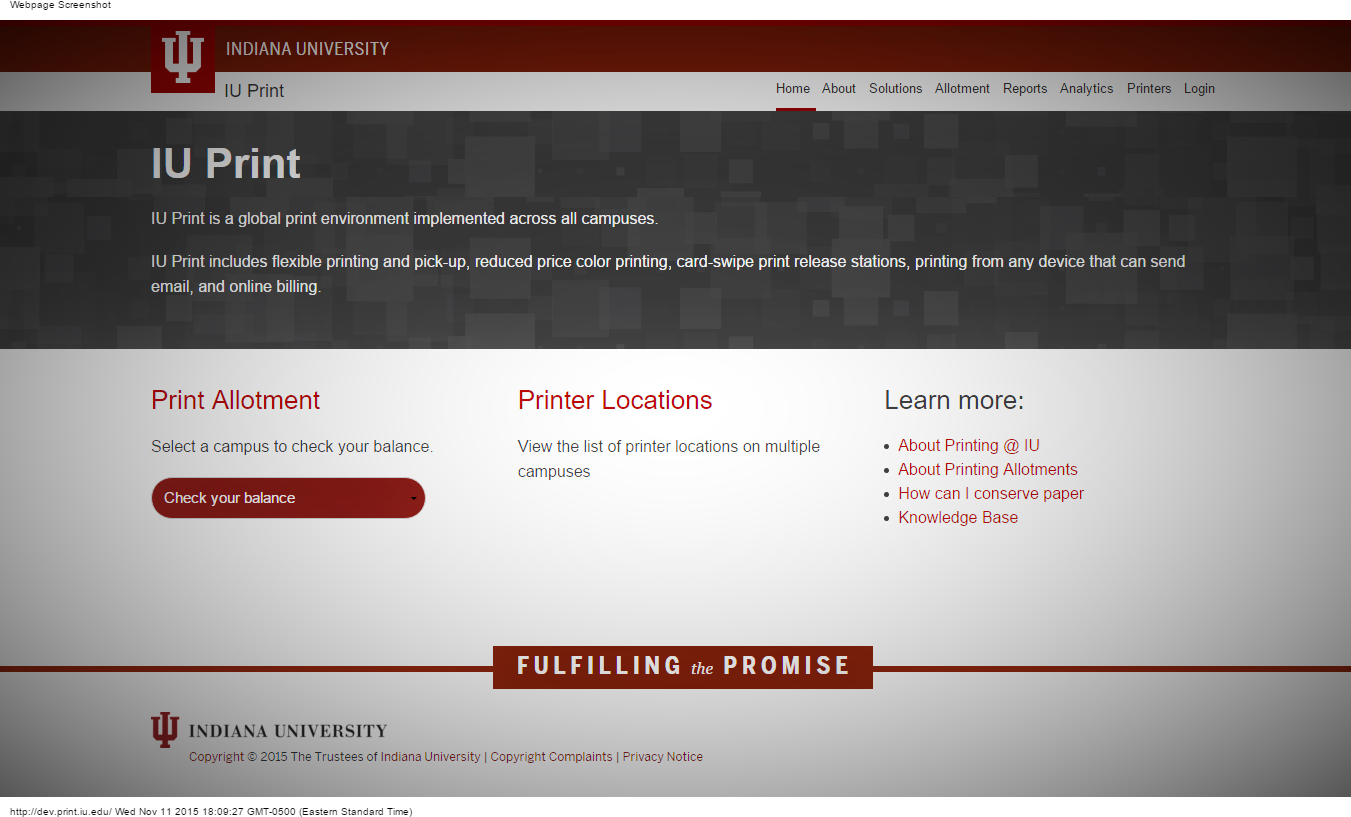 Webpage Screenshot
INDIANA UNIVERSITY
IU Print
Home About Solutions Allotment Reports Analytics Printers Login
IU Print
IU Print is a global print environment implemented across all campuses.
IU Print includes flexible printing and pick-up, reduced price color printing, card-swipe print release stations, printing from any device that can send
email, and online billing.
Print Allotment
Select a campus to check your balance.
Check your balance
Printer Locations
View the list of printer locations on multiple
campuses
Learn more:
About Printing @ IU
About Printing Allotments
How can I conserve paper
Knowledge Base
FULFILLING the PROMISE
INDIANA UNIVERSITY
Copyright © 2015 The Trustees of Indiana University | Copyright Complaints | Privacy Notice
http://dev.print.iu.edu/ Wed Nov 11 2015 18:09:27 GMT-0500 (Eastern Standard Time)